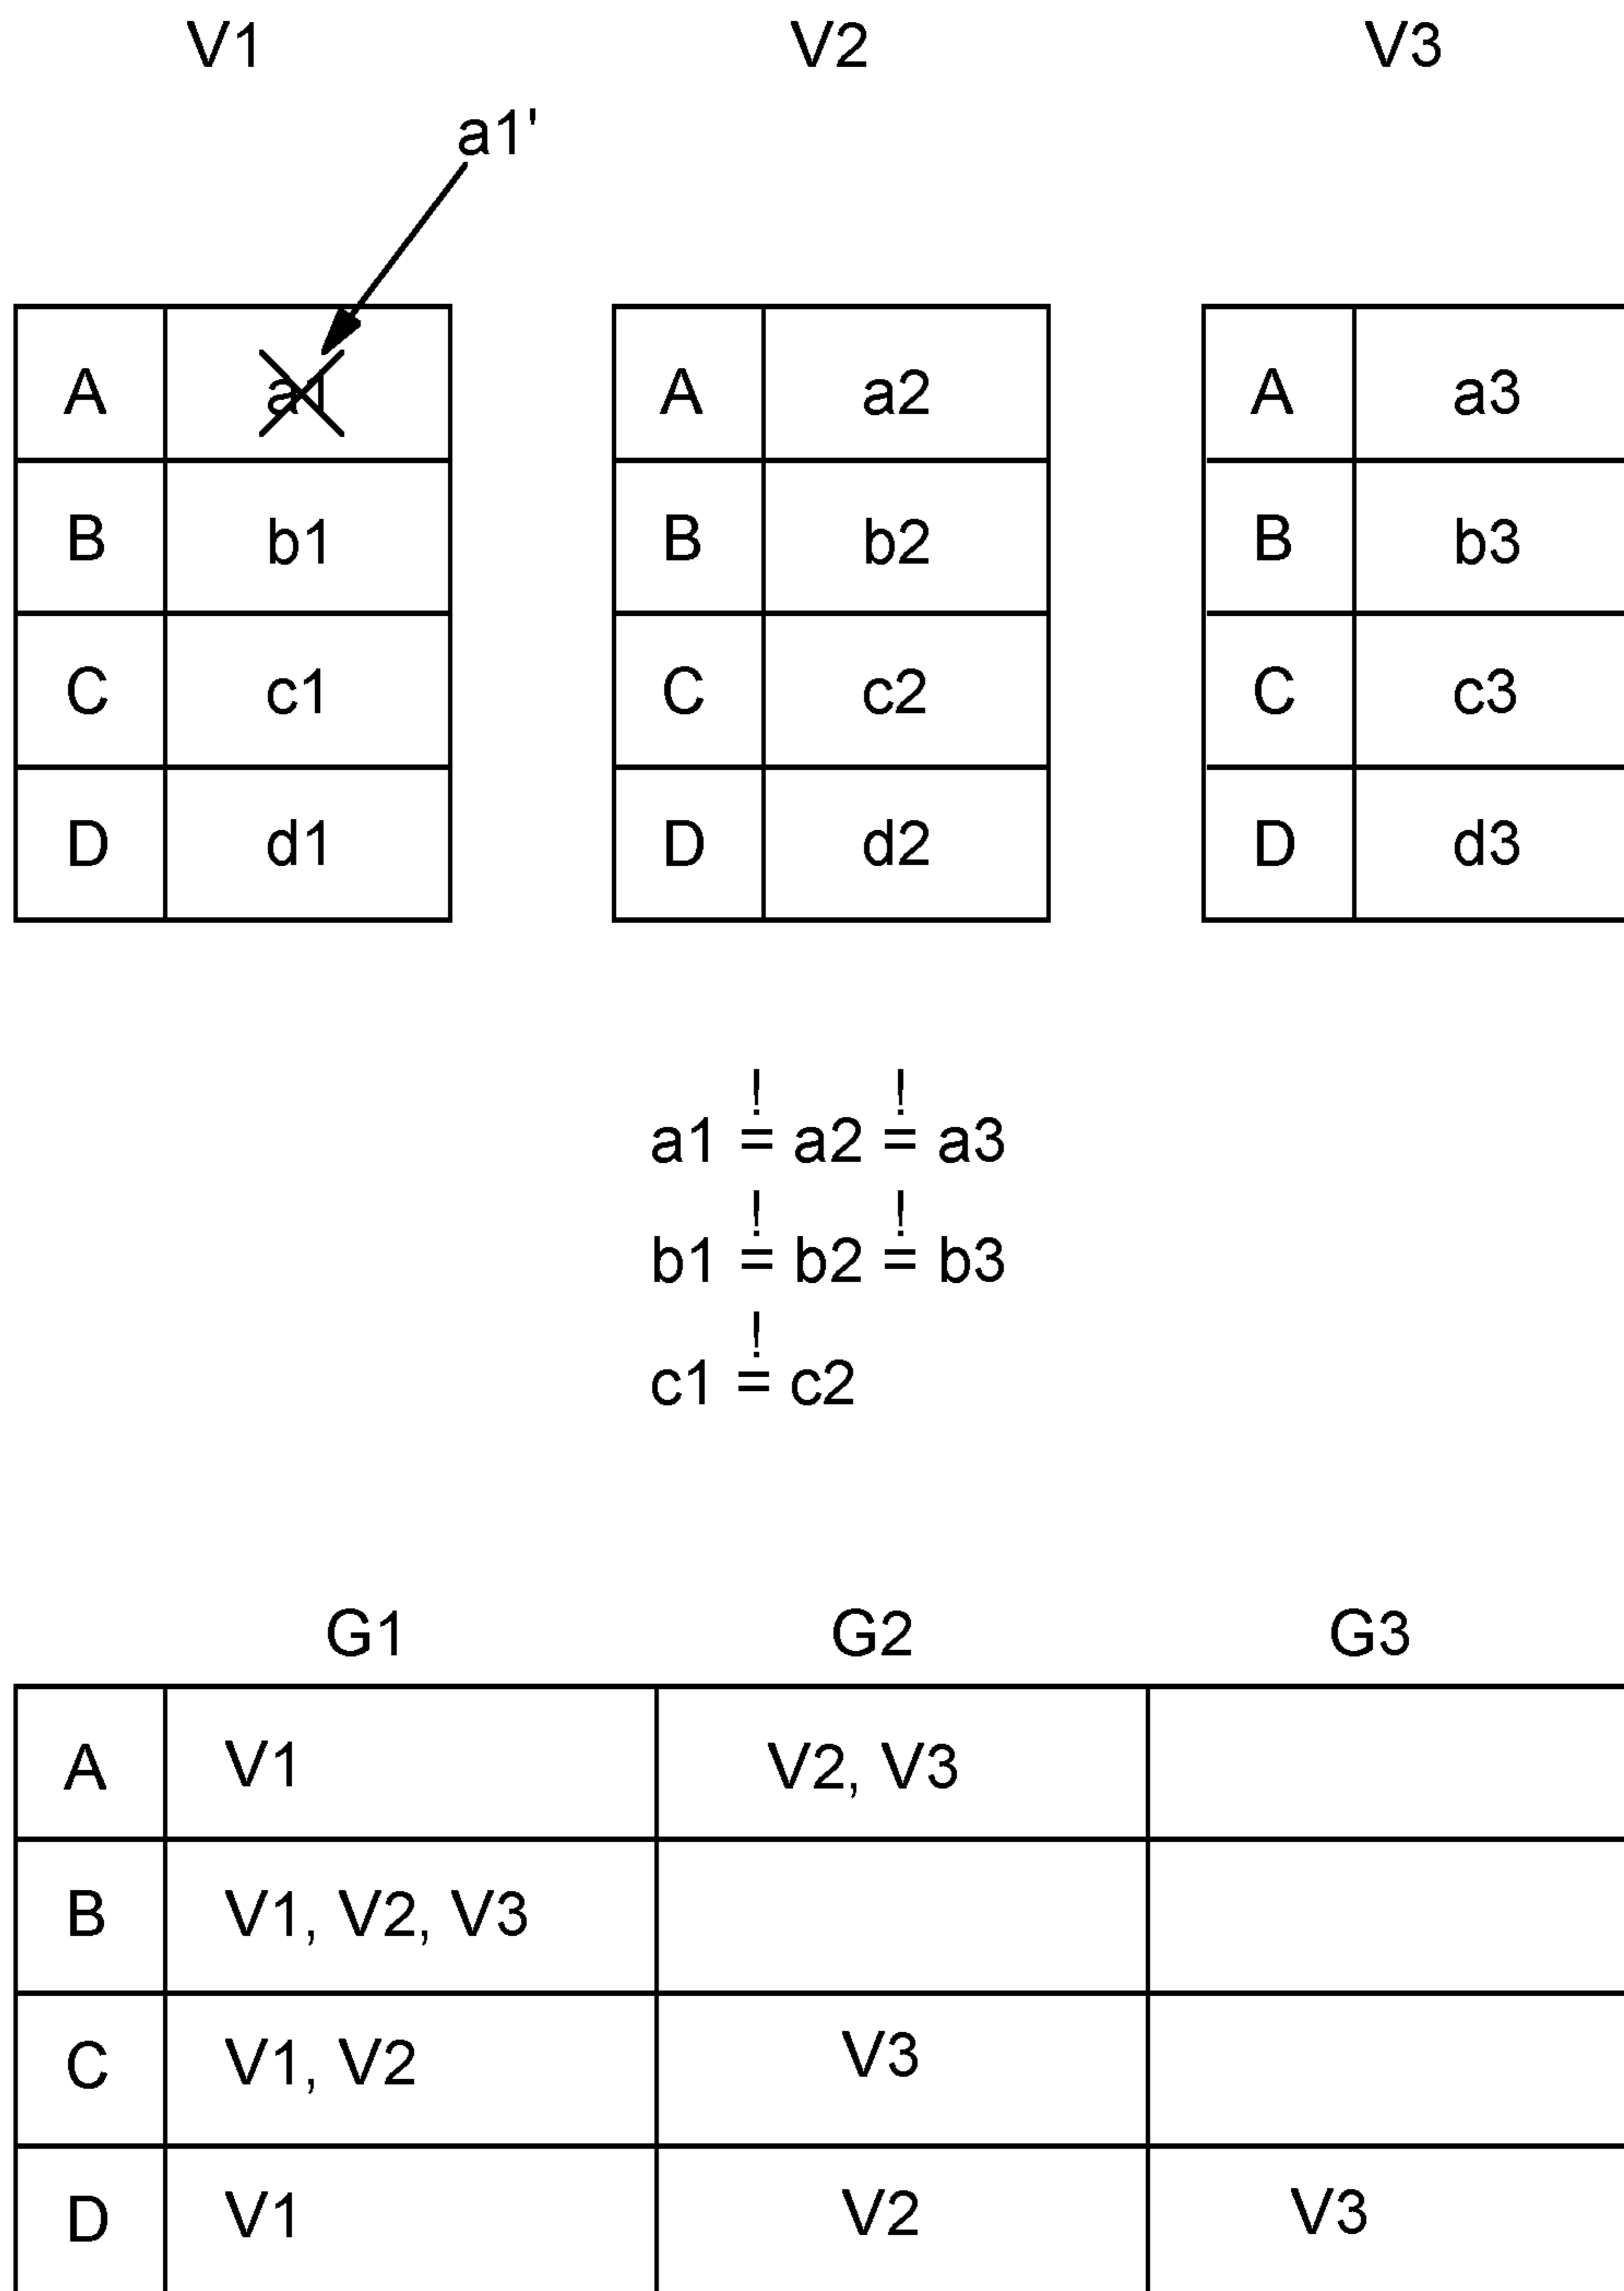 V1 V2 V3
a1'
A a1 A a2 A a3
B b1 B b2 B b3
C c1 C c2 C c3
D d1 D d2 D d3
! !
a1 = a2 = a3
! !
b1 = b2 = b3
!
c1 = c2
G1 G2 G3
A V1 V2, V3
B V1, V2, V3
C V1, V2 V3
D V1 V2 V3